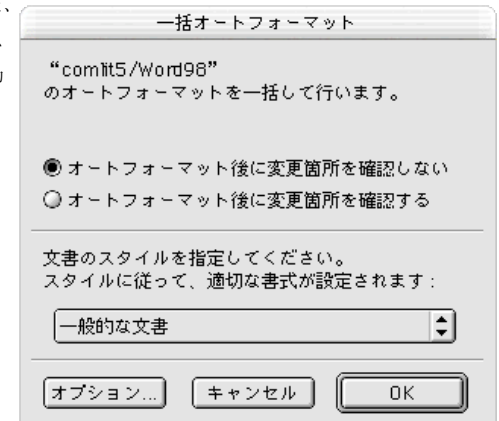 一括オートフォーマット
“comlit5/Word98”
のオートフォーマットを一括して行います。
オートフォーマット後に変更箇所を確認しない
オートフォーマット後に変更箇所を確認する
文書のスタイルを指定してください。
スタイルに従って、適切な書式が設定されます：
一般的な文書
オプション... キャンセル OK